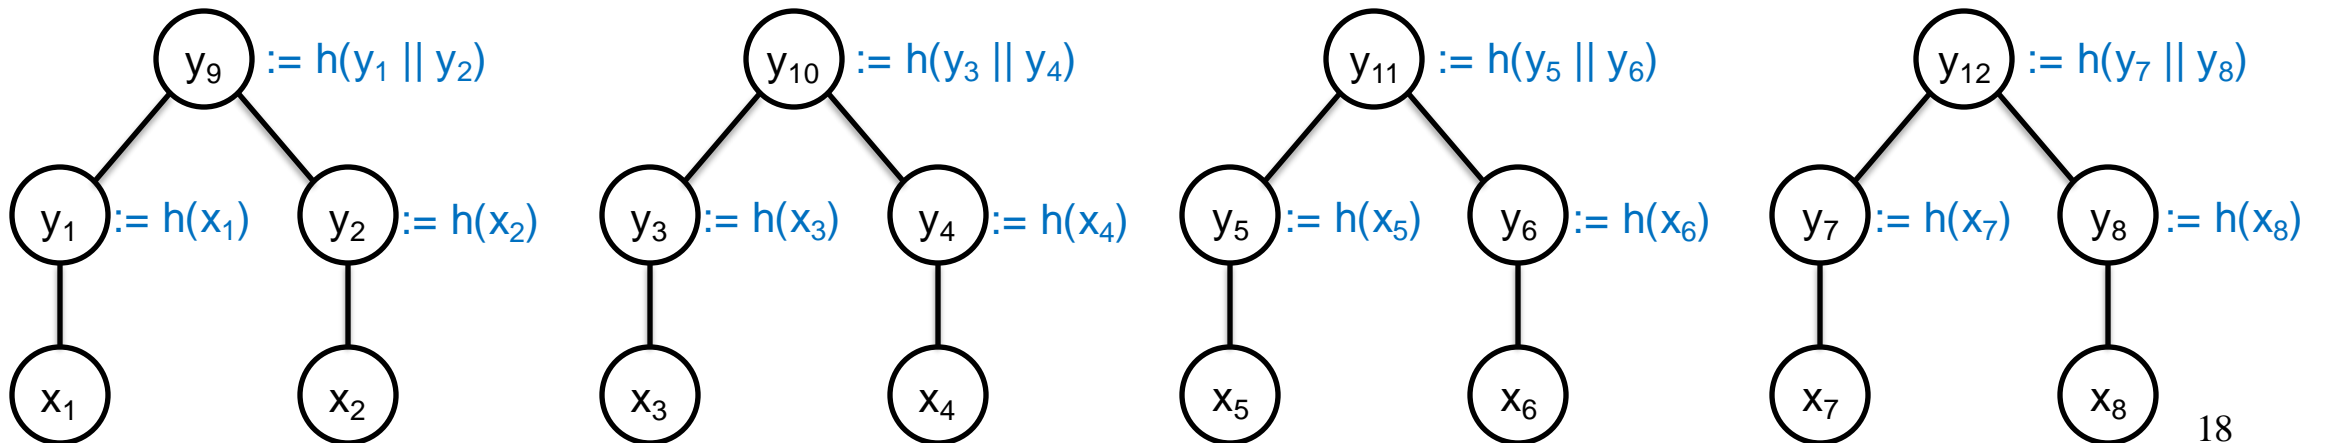 y₉ := h(y₁ || y₂) y₁₀ := h(y₃ || y₄) y₁₁ := h(y₅ || y₆) y₁₂ := h(y₇ || y₈)
y₁ := h(x₁) y₂ := h(x₂) y₃ := h(x₃) y₄ := h(x₄) y₅ := h(x₅) y₆ := h(x₆) y₇ := h(x₇) y₈ := h(x₈)
x₁ x₂ x₃ x₄ x₅ x₆ x₇ x₈
18